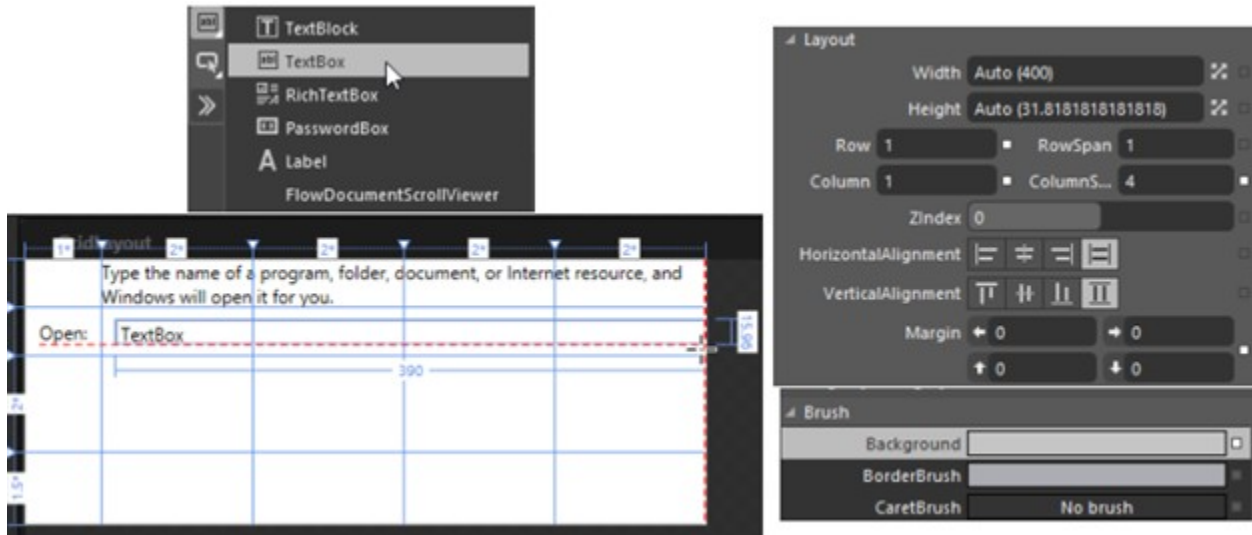 TextBlock
TextBox
RichTextBox
PasswordBox
Label
FlowDocumentScrollViewer
GridLayout
1* 2* 2* 2* 2*
Type the name of a program, folder, document, or Internet resource, and
Windows will open it for you.
Open: TextBox
15.96
390
2*
1.5*
Layout
Width Auto (400)
Height Auto (31.8181818181818)
Row 1 RowSpan 1
Column 1 ColumnS... 4
ZIndex 0
HorizontalAlignment
VerticalAlignment
Margin 0 0
0 0
Brush
Background
BorderBrush
CaretBrush No brush